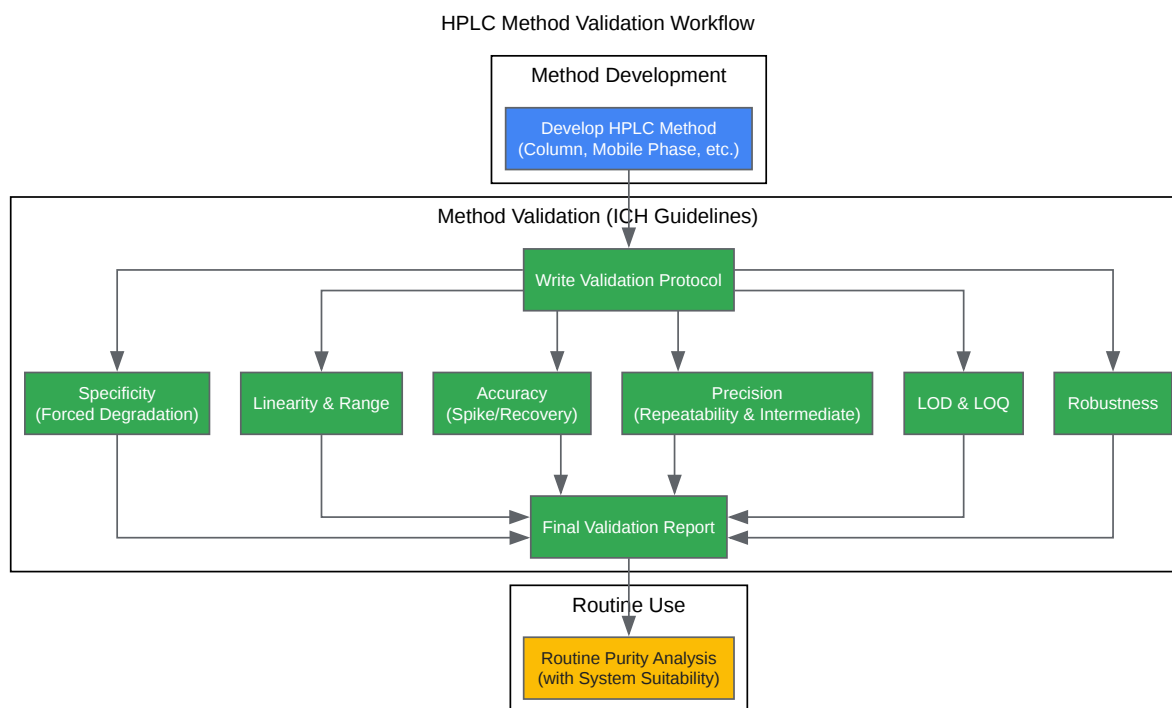 HPLC Method Validation Workflow
Method Development
Develop HPLC Method
(Column, Mobile Phase, etc.)
Method Validation (ICH Guidelines)
Write Validation Protocol
Specificity
(Forced Degradation)
Linearity & Range
Accuracy
(Spike/Recovery)
Precision
(Repeatability & Intermediate)
LOD & LOQ
Robustness
Final Validation Report
Routine Use
Routine Purity Analysis
(with System Suitability)